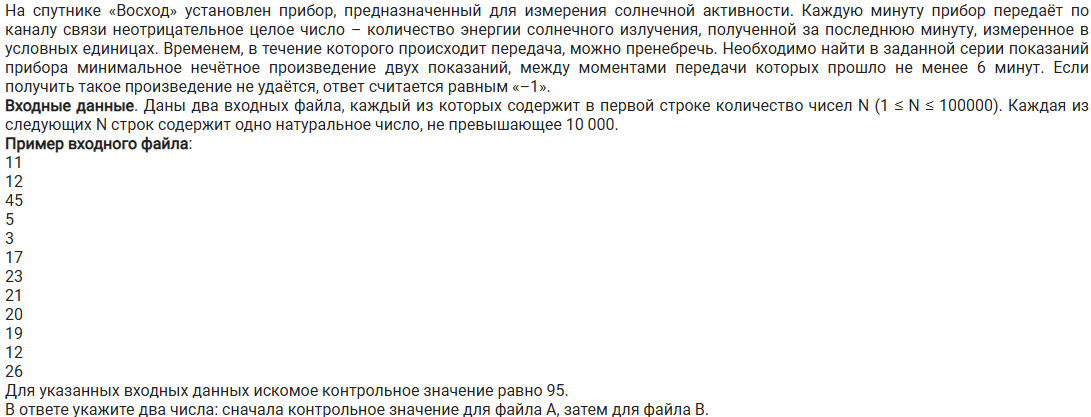 На спутнике «Восход» установлен прибор, предназначенный для измерения солнечной активности. Каждую минуту прибор передаёт по
каналу связи неотрицательное целое число – количество энергии солнечного излучения, полученной за последнюю минуту, измеренное в
условных единицах. Временем, в течение которого происходит передача, можно пренебречь. Необходимо найти в заданной серии показаний
прибора минимальное нечётное произведение двух показаний, между моментами передачи которых прошло не менее 6 минут. Если
получить такое произведение не удаётся, ответ считается равным «–1».
Входные данные. Даны два входных файла, каждый из которых содержит в первой строке количество чисел N (1 ≤ N ≤ 100000). Каждая из
следующих N строк содержит одно натуральное число, не превышающее 10 000.
Пример входного файла:
11
12
45
5
3
17
23
21
20
19
12
26
Для указанных входных данных искомое контрольное значение равно 95.
В ответе укажите два числа: сначала контрольное значение для файла А, затем для файла B.